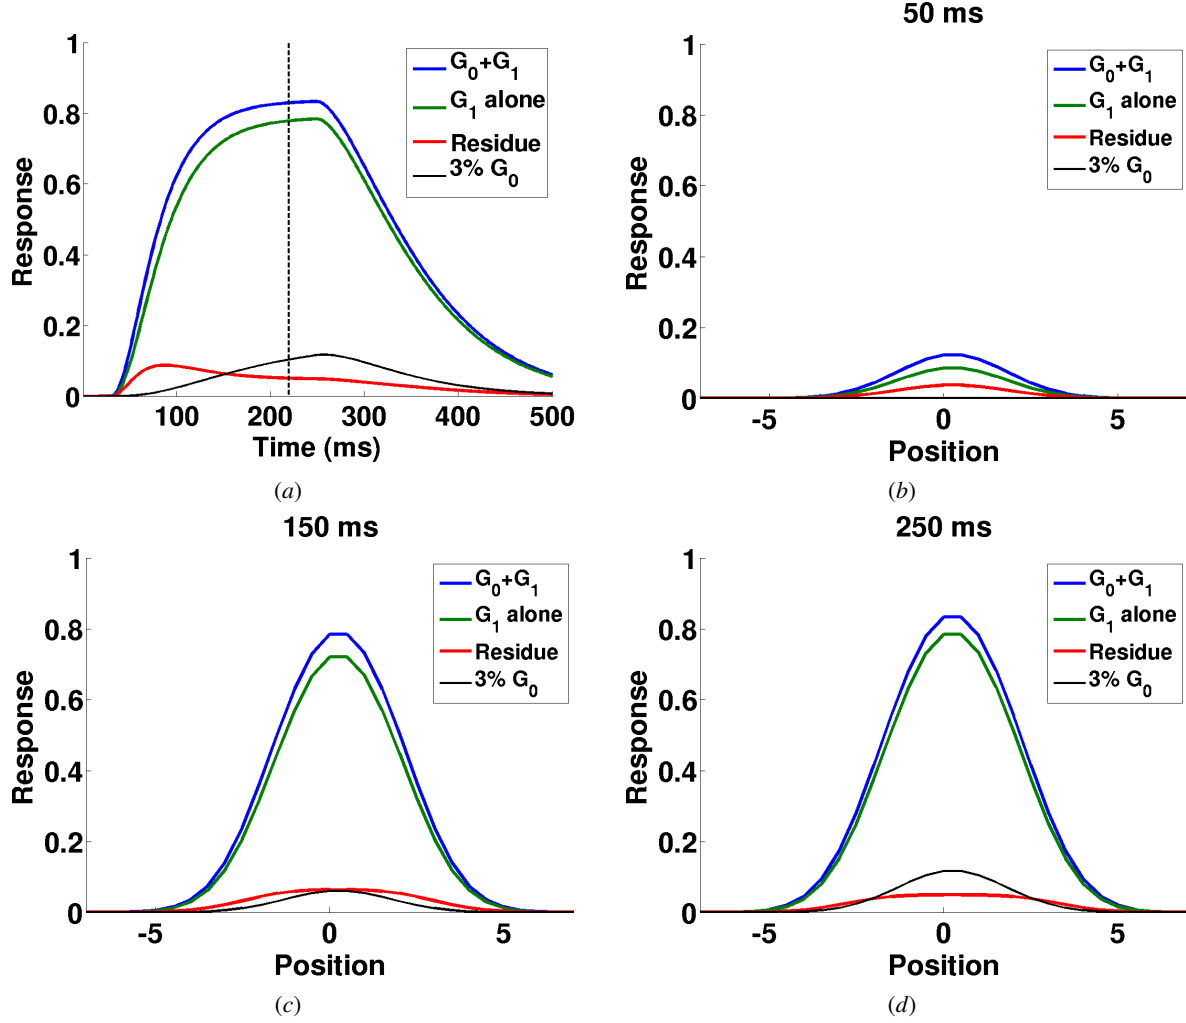 1
0.8
0.6
0.4
0.2
0
Response
G0+G1
G1 alone
Residue
3% G0
100 200 300 400 500
Time (ms)
(a)
50 ms
1
0.8
0.6
0.4
0.2
0
Response
G0+G1
G1 alone
Residue
3% G0
-5 0 5
Position
(b)
150 ms
1
0.8
0.6
0.4
0.2
0
Response
G0+G1
G1 alone
Residue
3% G0
-5 0 5
Position
(c)
250 ms
1
0.8
0.6
0.4
0.2
0
Response
G0+G1
G1 alone
Residue
3% G0
-5 0 5
Position
(d)